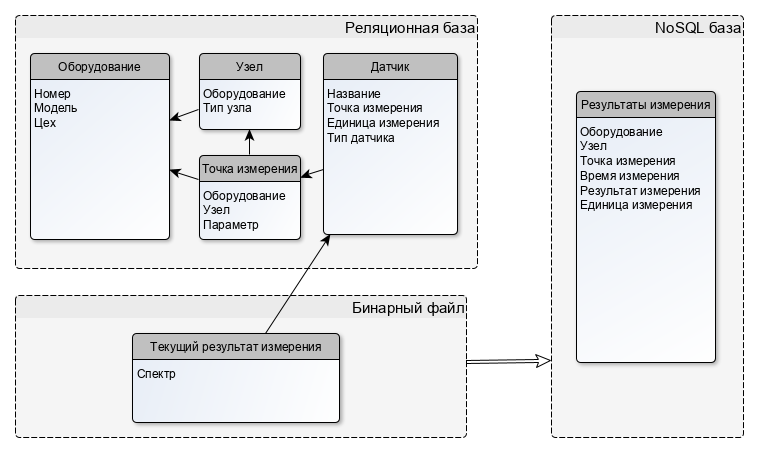 Реляционная база
Оборудование
Номер
Модель
Цех
Узел
Оборудование
Тип узла
Датчик
Название
Точка измерения
Единица измерения
Тип датчика
Точка измерения
Оборудование
Узел
Параметр
Бинарный файл
Текущий результат измерения
Спектр
NoSQL база
Результаты измерения
Оборудование
Узел
Точка измерения
Время измерения
Результат измерения
Единица измерения